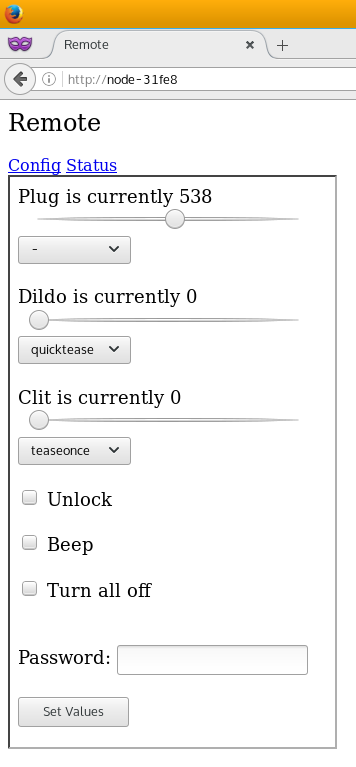 Remote
http://node-31fe8
Remote
Config Status
Plug is currently 538
-
Dildo is currently 0
quicktease
Clit is currently 0
teaseonce
Unlock
Beep
Turn all off
Password:
Set Values